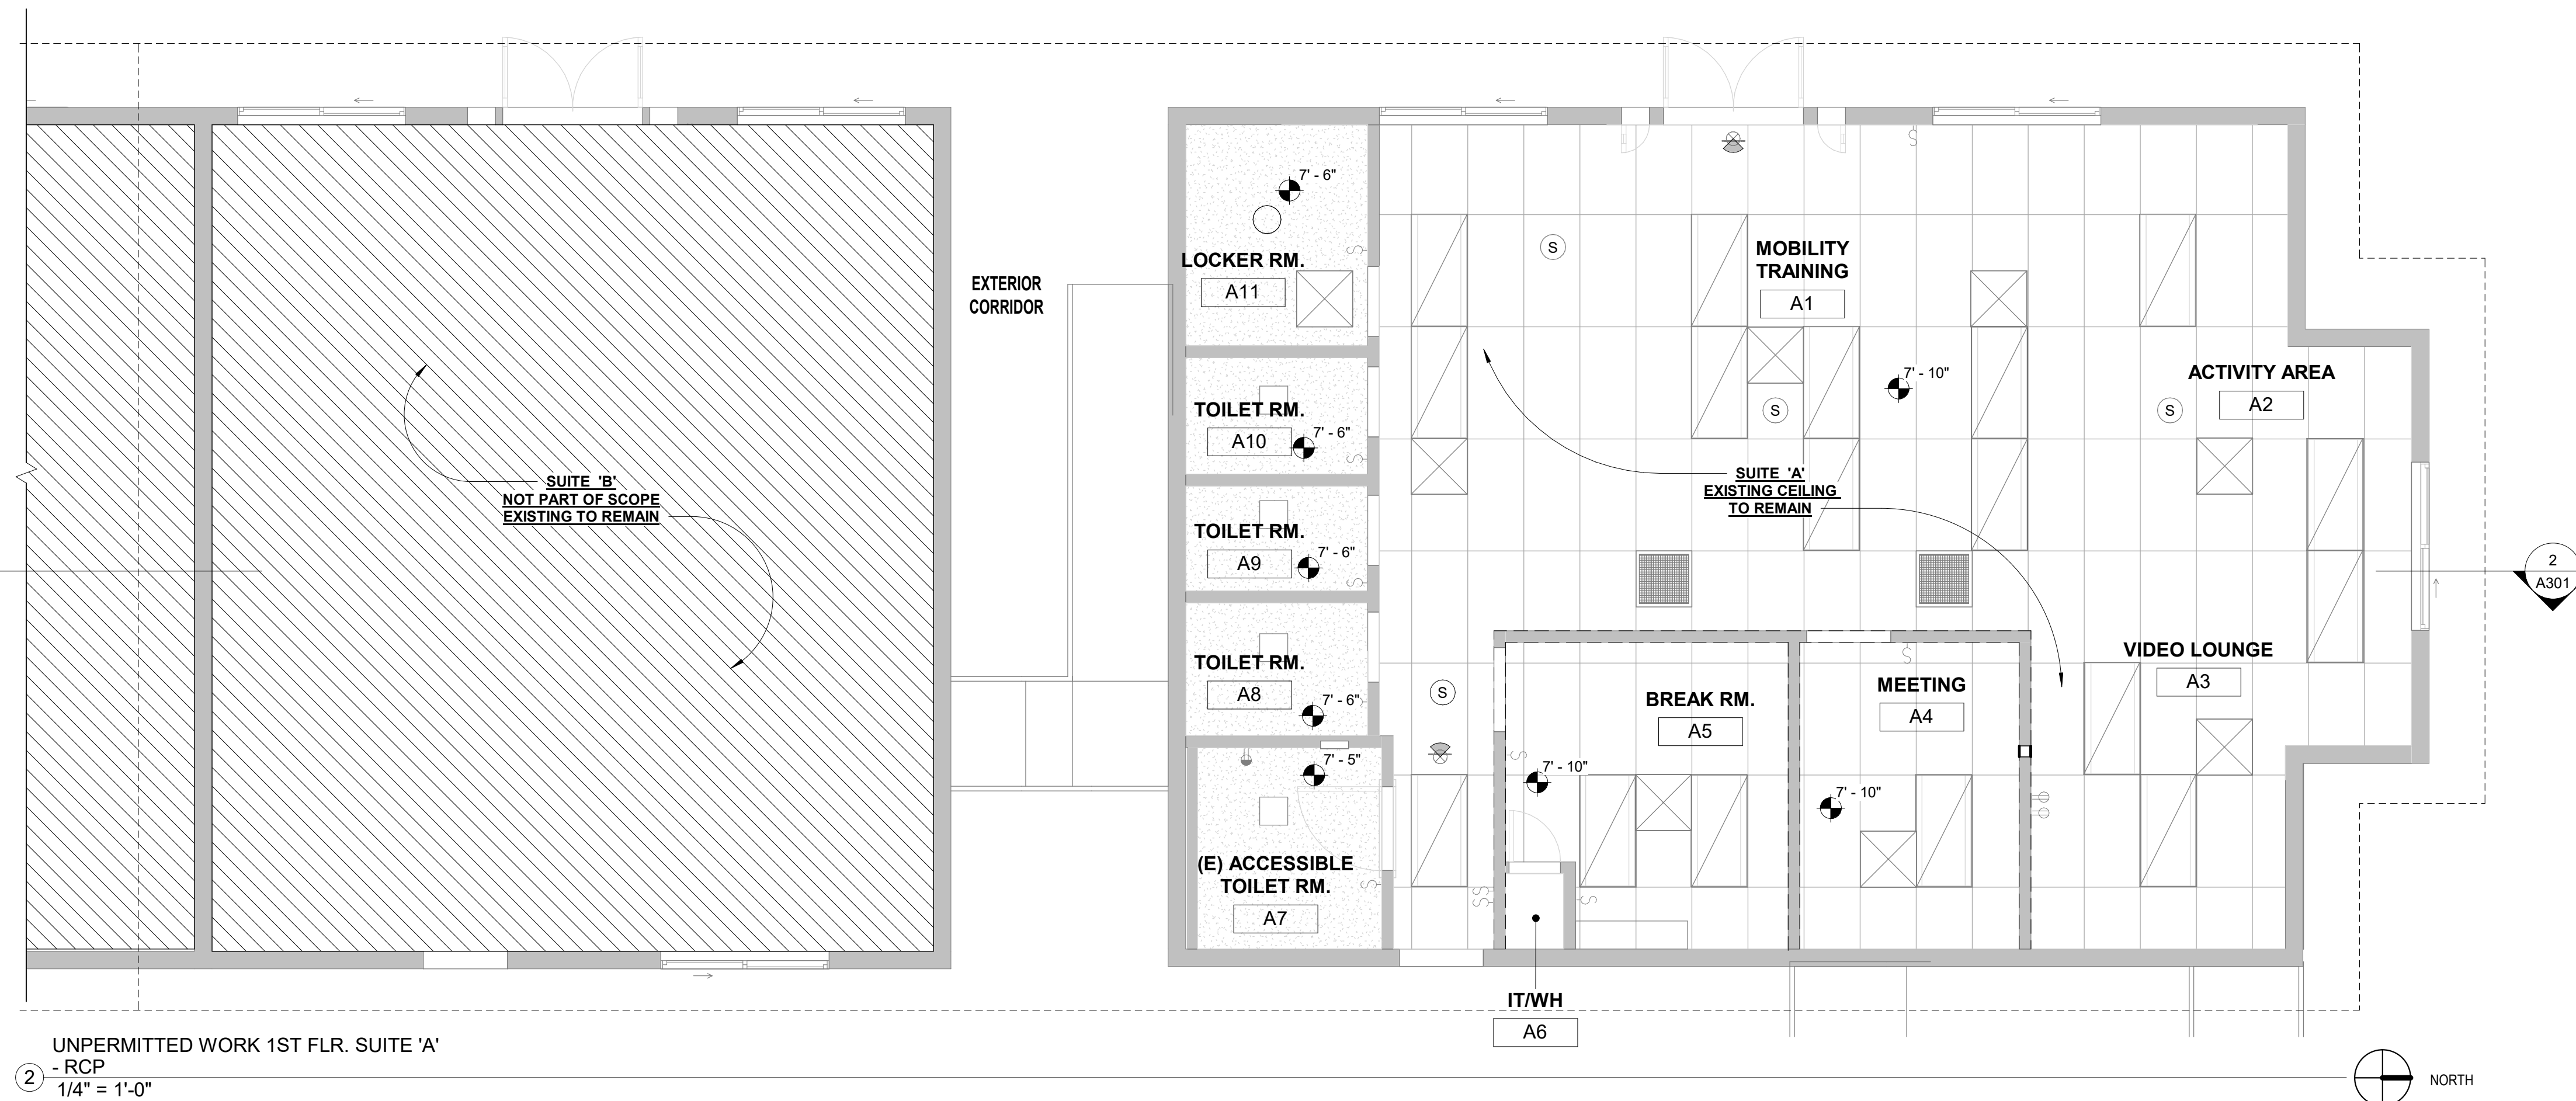 7' - 6"
LOCKER RM.
A11
EXTERIOR
CORRIDOR
S
MOBILITY
TRAINING
A1
7' - 10"
S
ACTIVITY AREA
A2
S
TOILET RM.
A10
7' - 6"
SUITE 'B'
NOT PART OF SCOPE
EXISTING TO REMAIN
SUITE 'A'
EXISTING CEILING
TO REMAIN
TOILET RM.
A9
7' - 6"
2
A301
TOILET RM.
A8
7' - 6"
S
BREAK RM.
A5
MEETING
A4
VIDEO LOUNGE
A3
7' - 5"
7' - 10"
7' - 10"
(E) ACCESSIBLE
TOILET RM.
A7
IT/WH
A6
UNPERMITTED WORK 1ST FLR. SUITE 'A'
- RCP
2
1/4" = 1'-0"
NORTH